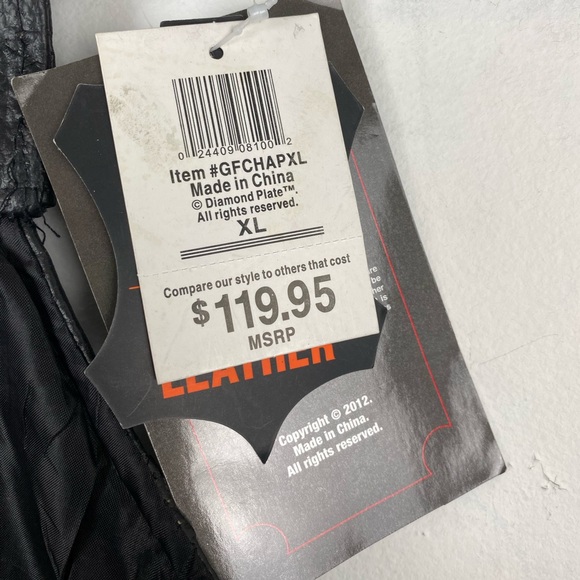 0 24409 08100 2
Item #GFCHAPXL
Made in China
© Diamond Plate™.
All rights reserved.
XL
Compare our style to others that cost
$119.95
MSRP
LEATHER
Copyright © 2012.
Made in China.
All rights reserved.